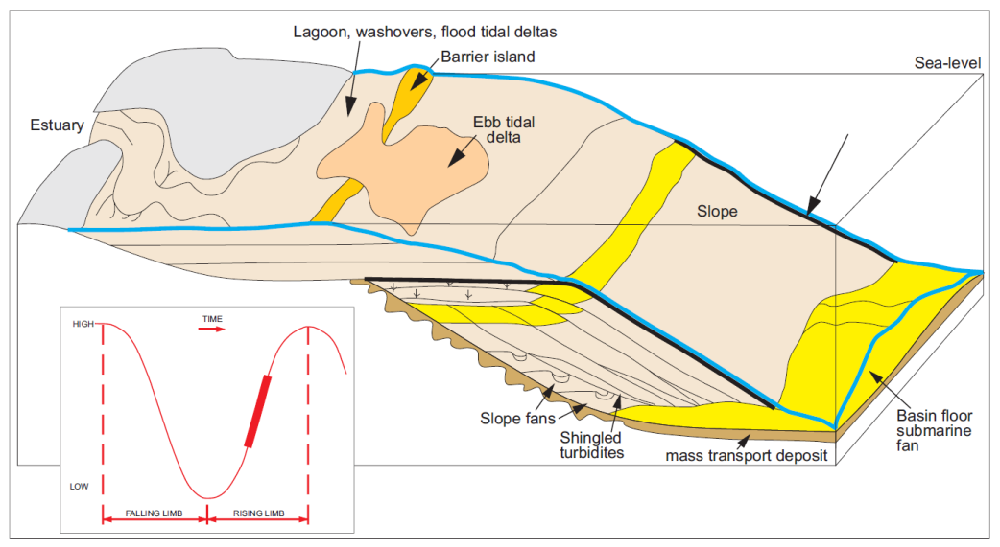 Lagoon, washovers, flood tidal deltas
Barrier island
Sea-level
Estuary
Ebb tidal
delta
Slope
HIGH
TIME
LOW
FALLING LIMB
RISING LIMB
Slope fans
Shingled
turbidites
mass transport deposit
Basin floor
submarine
fan